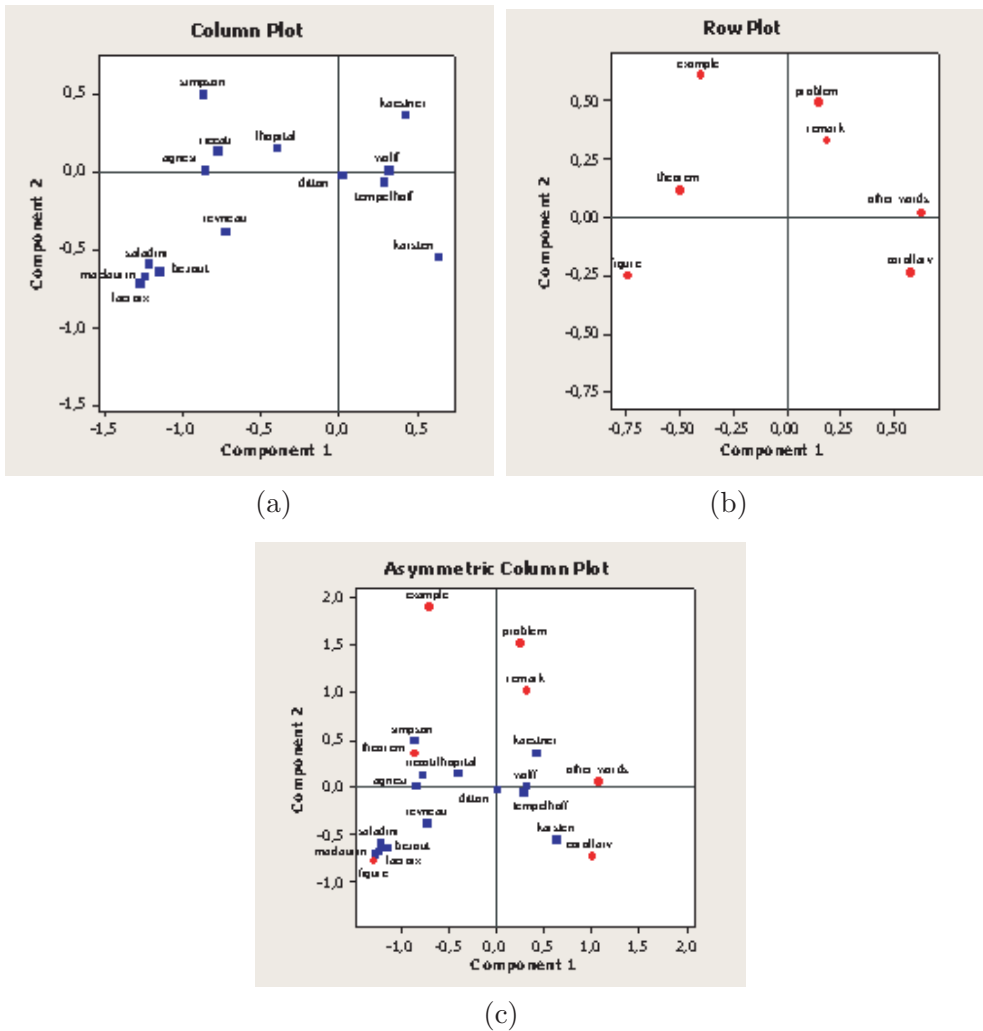 Column Plot
0,5
0,0
-0,5
-1,0
-1,5
-1,5 -1,0 -0,5 0,0 0,5
Component 1
Component 2
simpson
kaestner
riccati
lhopital
agnesi
wolff
ditton
tempelhoff
reyneau
karsten
saladini
maclaurin
bezout
lacroix
(a)
Row Plot
0,50
0,25
0,00
-0,25
-0,50
-0,75
-0,75 -0,50 -0,25 0,00 0,25 0,50
Component 1
Component 2
example
problem
remark
theorem
other words
figure
corollary
(b)
Asymmetric Column Plot
2,0
1,5
1,0
0,5
0,0
-0,5
-1,0
-1,0 -0,5 0,0 0,5 1,0 1,5 2,0
Component 1
Component 2
example
problem
remark
simpson
theorem
kaestner
riccati lhopital
agnesi
wolff
other words
ditton
tempelhoff
reyneau
karsten
saladini
corollary
maclaurin
bezout
lacroix
figure
(c)